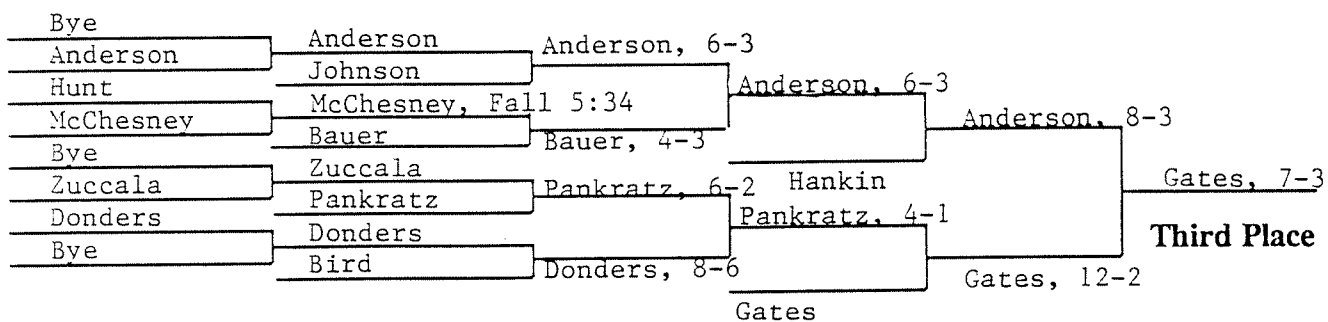 Bye
Anderson
Hunt
McChesney
Bye
Zuccala
Donders
Bye
Anderson
Johnson
McChesney, Fall 5:34
Bauer
Zuccala
Pankratz
Donders
Bird
Anderson, 6-3
Bauer, 4-3
Pankratz, 6-2
Donders, 8-6
Anderson, 6-3
Hankin
Pankratz, 4-1
Gates
Anderson, 8-3
Gates, 12-2
Gates, 7-3
Third Place